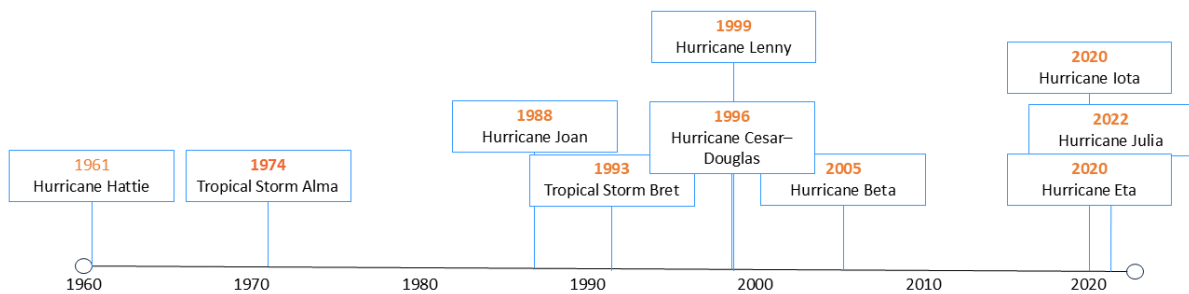 1999
Hurricane Lenny
2020
Hurricane Iota
1988
Hurricane Joan
1996
Hurricane Cesar–
Douglas
2022
Hurricane Julia
1961
Hurricane Hattie
1974
Tropical Storm Alma
1993
Tropical Storm Bret
2005
Hurricane Beta
2020
Hurricane Eta
1960
1970
1980
1990
2000
2010
2020